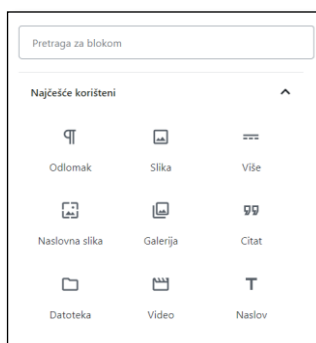 Pretraga za blokom
Najčešće korišteni
Odlomak Slika Više
Naslovna slika Galerija Citat
Datoteka Video Naslov